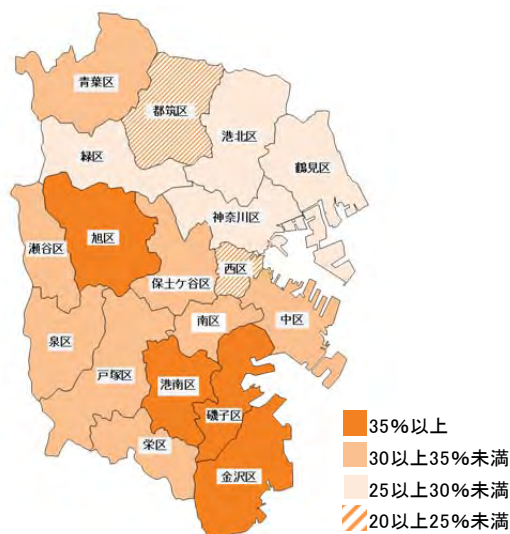 青葉区
都筑区
港北区
緑区
鶴見区
神奈川区
旭区
瀬谷区
西区
保土ケ谷区
南区
中区
泉区
戸塚区
港南区
磯子区
栄区
金沢区
35%以上
30以上35%未満
25以上30%未満
20以上25%未満